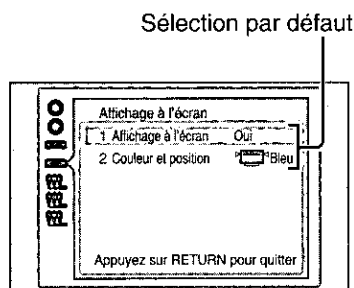 Sélection par défaut
Affichage à l'écran
1 Affichage à l'écran Oui
2 Couleur et position Bleu
Appuyez sur RETURN pour quitter